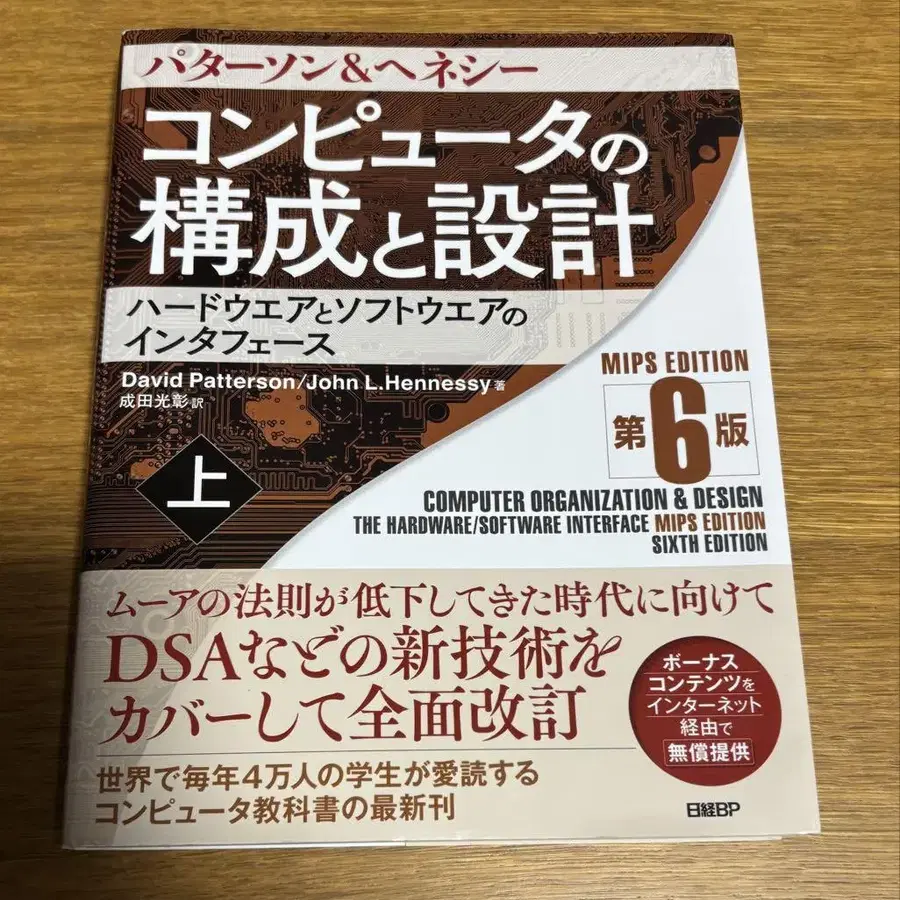 パターソン&ヘネシー
コンピュータの
構成と設計
ハードウエアとソフトウエアの
インタフェース
David Patterson/John L.Hennessy 著
成田光彰 訳
上
MIPS EDITION
第6版
COMPUTER ORGANIZATION & DESIGN
THE HARDWARE/SOFTWARE INTERFACE MIPS EDITION
SIXTH EDITION
ムーアの法則が低下してきた時代に向けて
DSAなどの新技術を
カバーして全面改訂
世界で毎年4万人の学生が愛読する
コンピュータ教科書の最新刊
ボーナス
コンテンツを
インターネット
経由で
無償提供
日経BP